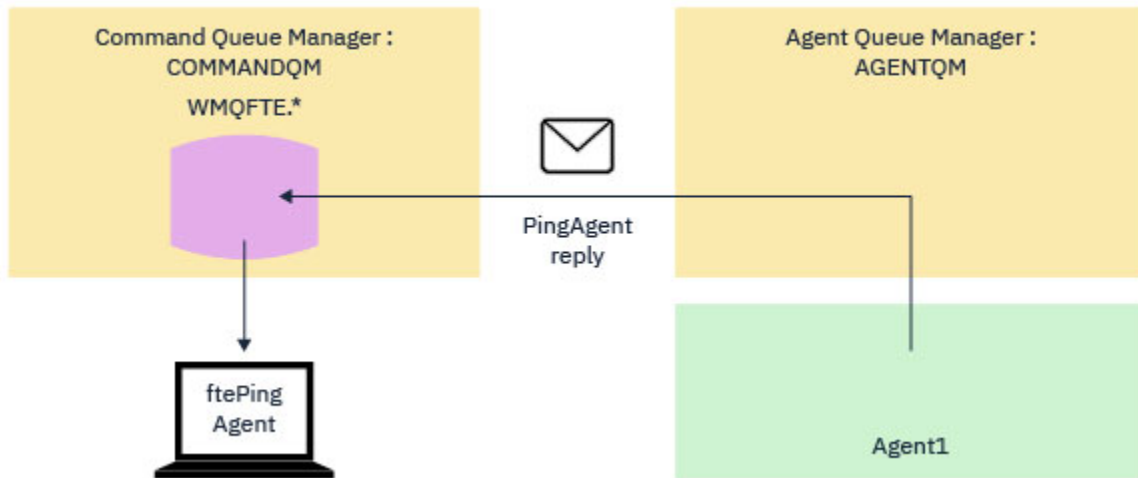 Command Queue Manager :
COMMANDQM
WMQFTE.*
Agent Queue Manager :
AGENTQM
PingAgent
reply
ftePing
Agent
Agent1